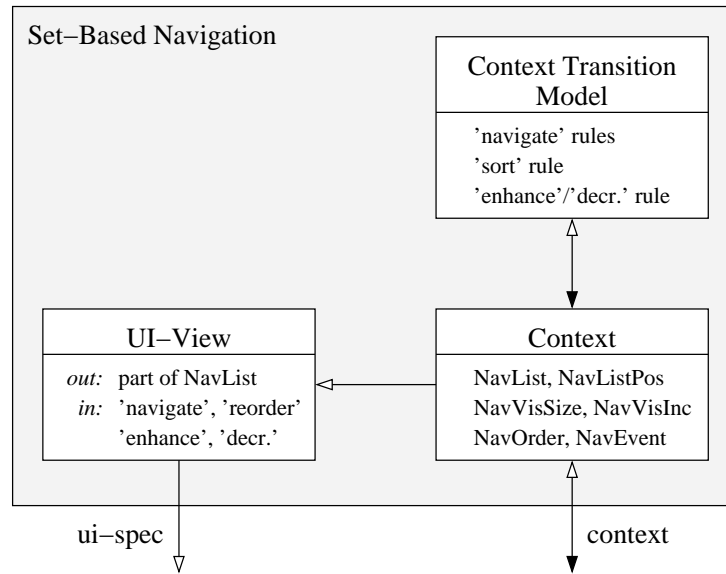 Set−Based Navigation
Context Transition
Model
’navigate’ rules
’sort’ rule
’enhance’/’decr.’ rule
UI−View
out: part of NavList
in: ’navigate’, ’reorder’
’enhance’, ’decr.’
Context
NavList, NavListPos
NavVisSize, NavVisInc
NavOrder, NavEvent
ui−spec
context